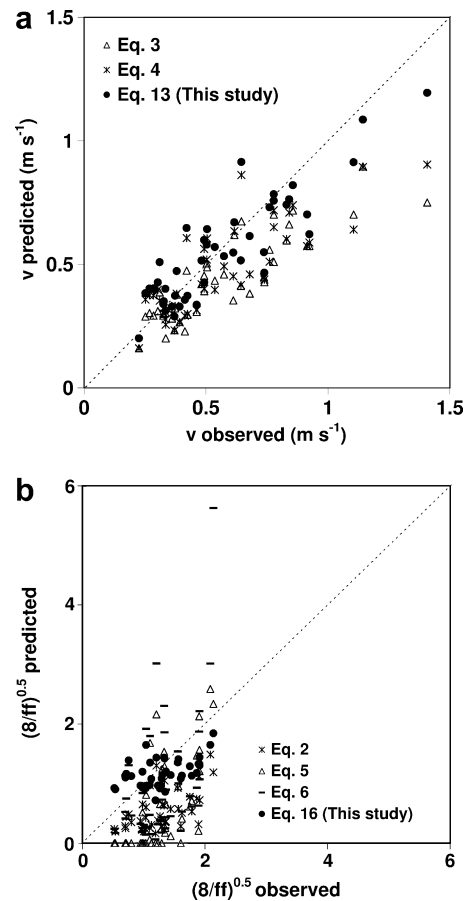 a
1.5
1
0.5
0
0
0.5
1
1.5
v predicted (m s⁻¹)
v observed (m s⁻¹)
Eq. 3
Eq. 4
Eq. 13 (This study)
b
6
4
2
0
0
2
4
6
(8/ff)^0.5 predicted
(8/ff)^0.5 observed
Eq. 2
Eq. 5
Eq. 6
Eq. 16 (This study)